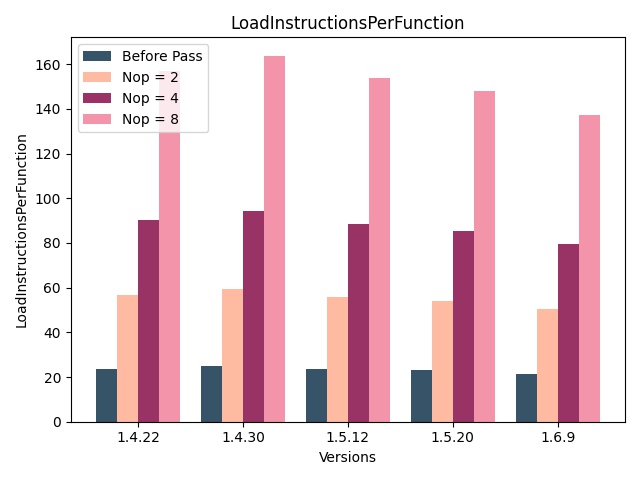 LoadInstructionsPerFunction
Before Pass
Nop = 2
Nop = 4
Nop = 8
LoadInstructionsPerFunction
160
140
120
100
80
60
40
20
0
1.4.22 1.4.30 1.5.12 1.5.20 1.6.9
Versions